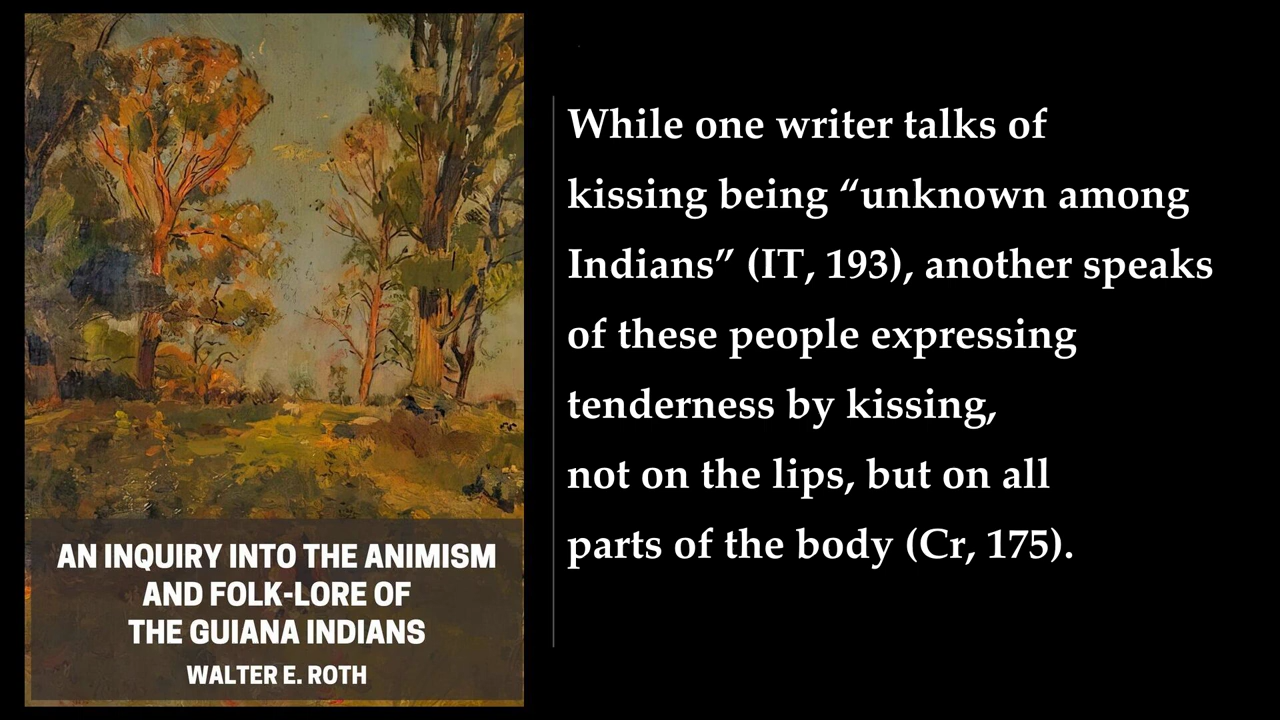 While one writer talks of
kissing being “unknown among
Indians” (IT, 193), another speaks
of these people expressing
tenderness by kissing,
not on the lips, but on all
parts of the body (Cr, 175).
AN INQUIRY INTO THE ANIMISM
AND FOLK-LORE OF
THE GUIANA INDIANS
WALTER E. ROTH